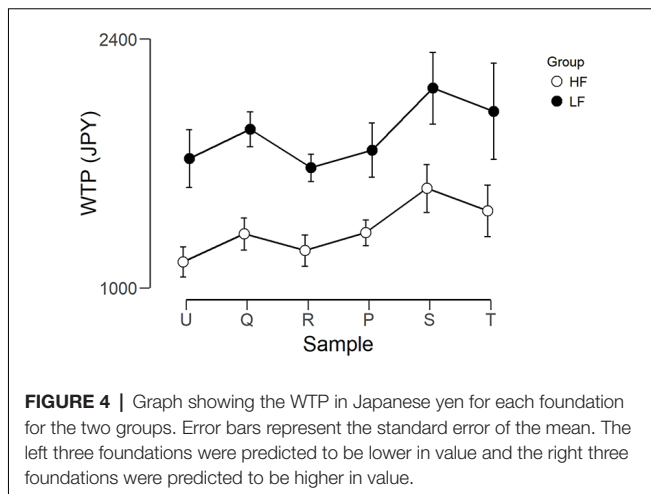 2400
Group
HF
LF
WTP (JPY)
1000
U Q R P S T
Sample
FIGURE 4 | Graph showing the WTP in Japanese yen for each foundation
for the two groups. Error bars represent the standard error of the mean. The
left three foundations were predicted to be lower in value and the right three
foundations were predicted to be higher in value.